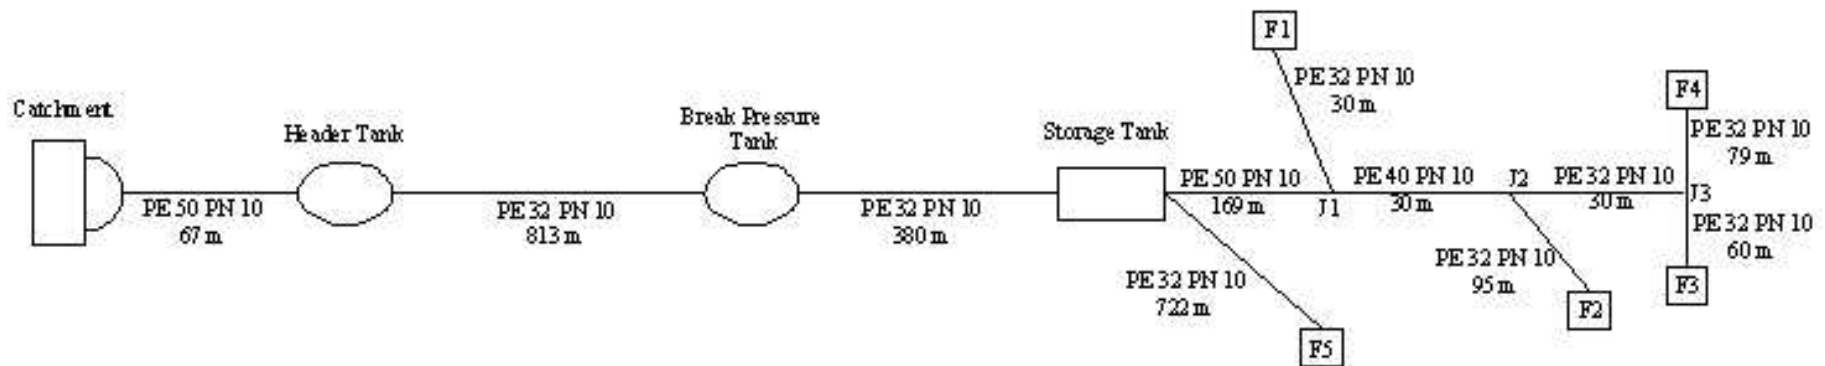 Catchment
PE 50 PN 10
67 m
Header Tank
PE 32 PN 10
813 m
Break Pressure
Tank
PE 32 PN 10
380 m
Storage Tank
PE 50 PN 10
169 m
J1
F1
PE 32 PN 10
30 m
PE 40 PN 10
30 m
J2
PE 32 PN 10
30 m
J3
F4
PE 32 PN 10
79 m
PE 32 PN 10
60 m
F3
PE 32 PN 10
95 m
F2
PE 32 PN 10
722 m
F5